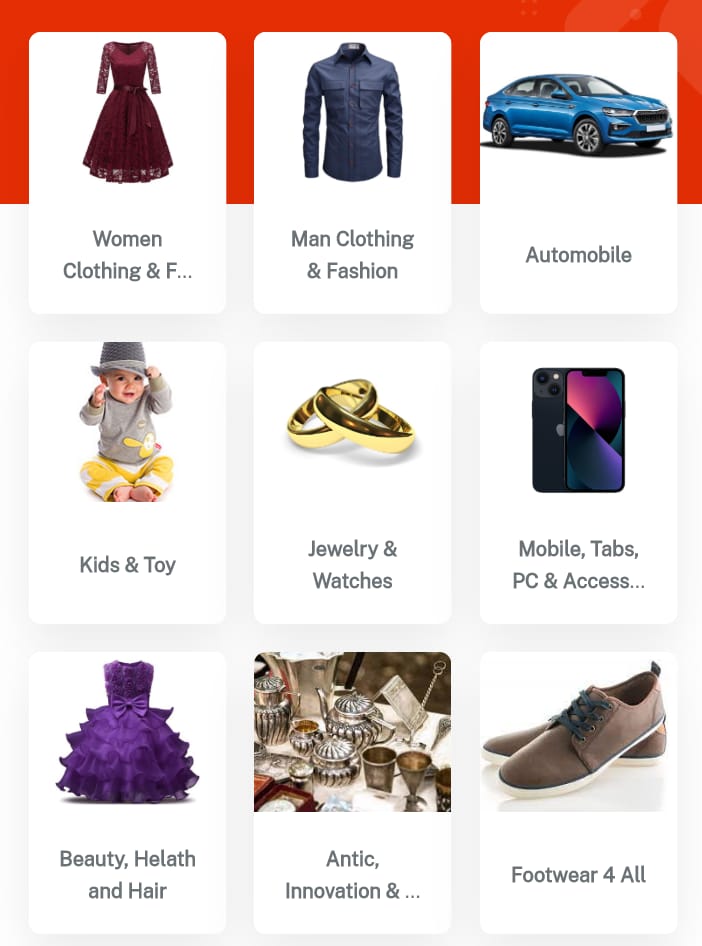 Women
Clothing & F...
Man Clothing
& Fashion
Automobile
Kids & Toy
Jewelry &
Watches
Mobile, Tabs,
PC & Access...
Beauty, Helath
and Hair
Antic,
Innovation & ...
Footwear 4 All